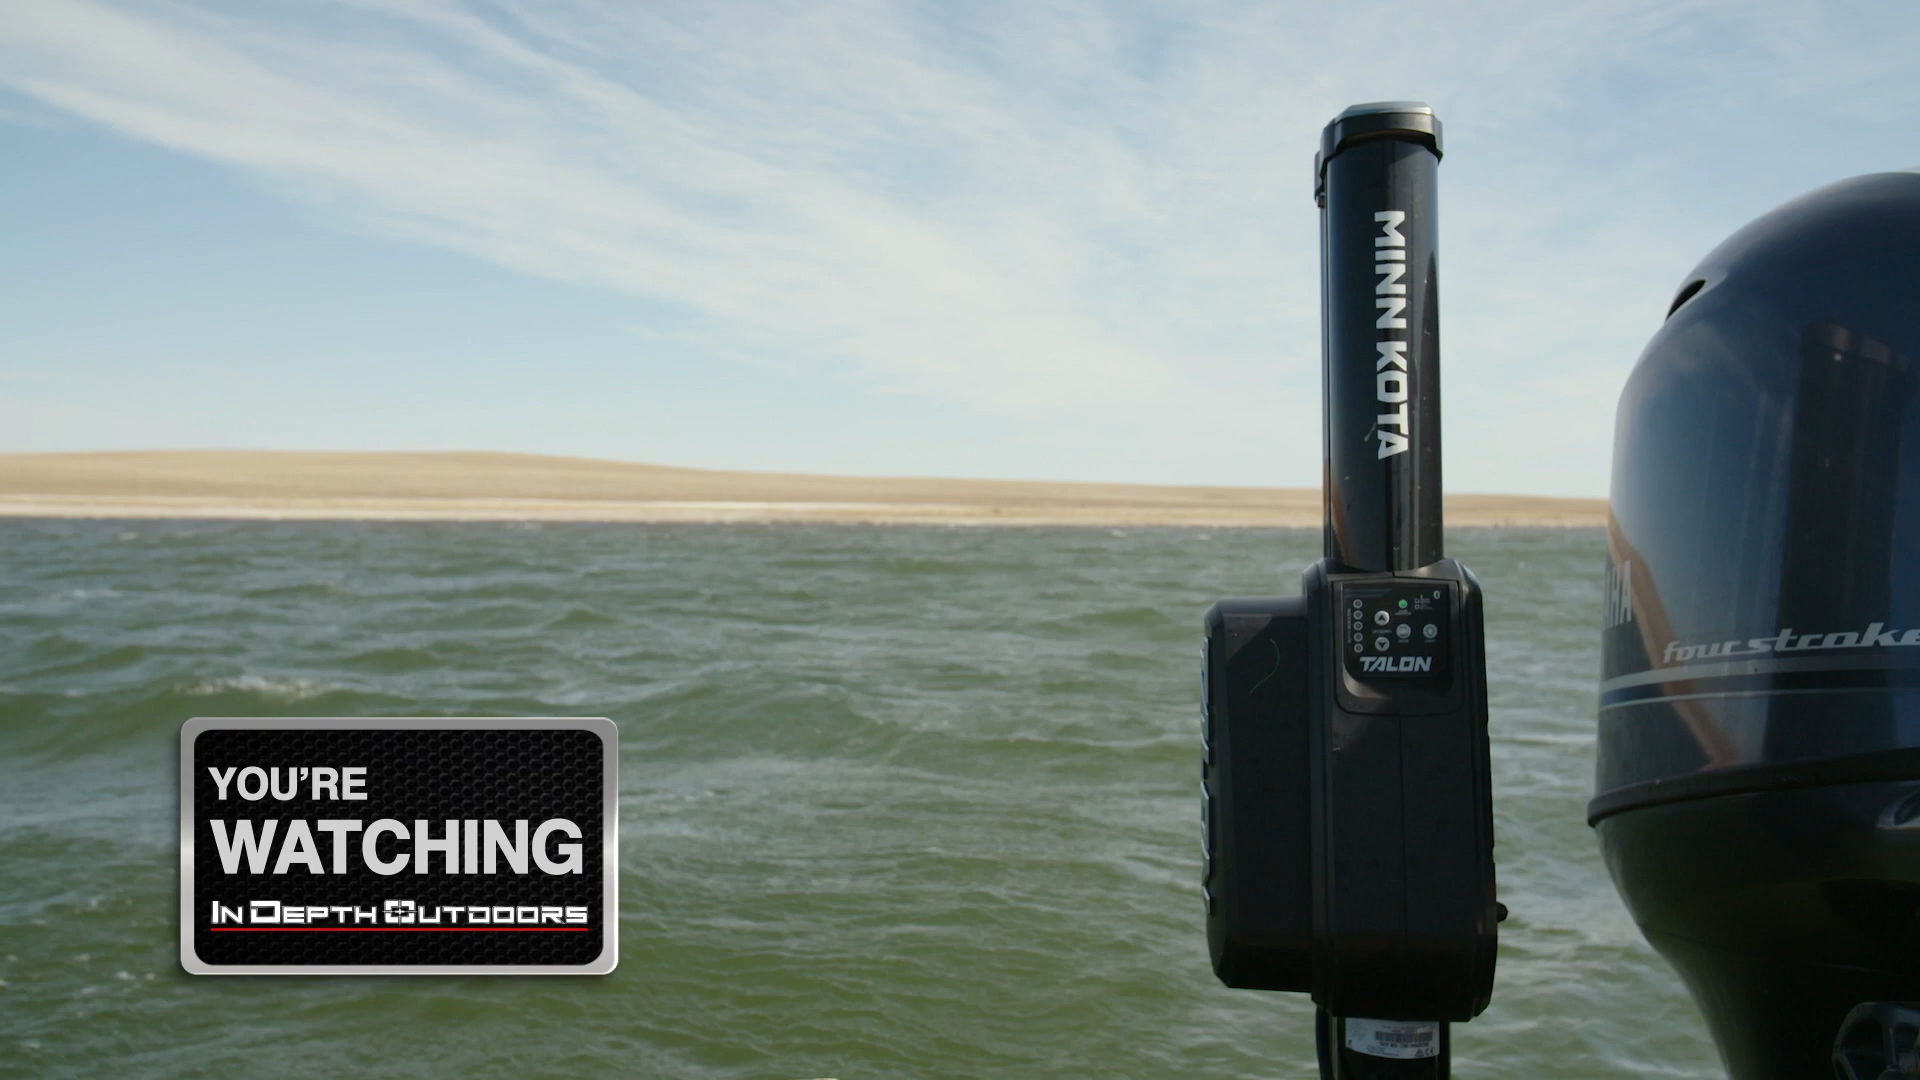 MINN KOTA
TALON
four stroke
YOU'RE
WATCHING
IN DEPTH OUTDOORS